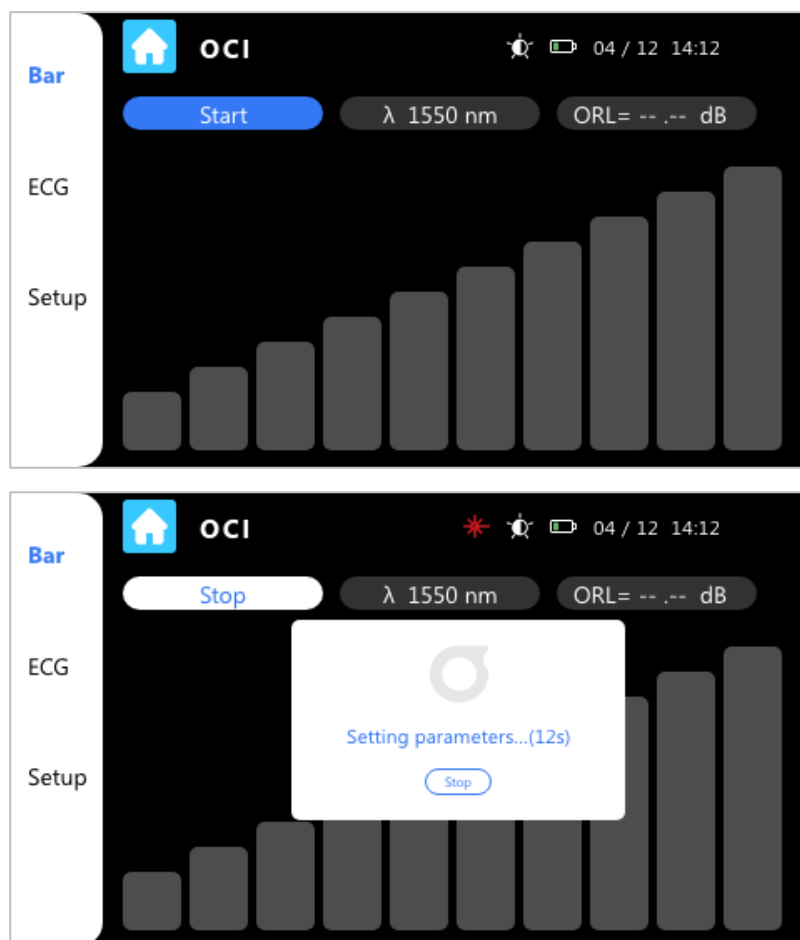 OCI 04 / 12 14:12
Bar
Start λ 1550 nm ORL= -- .-- dB
ECG
Setup
OCI 04 / 12 14:12
Bar
Stop λ 1550 nm ORL= -- .-- dB
ECG
Setting parameters...(12s)
Setup
Stop